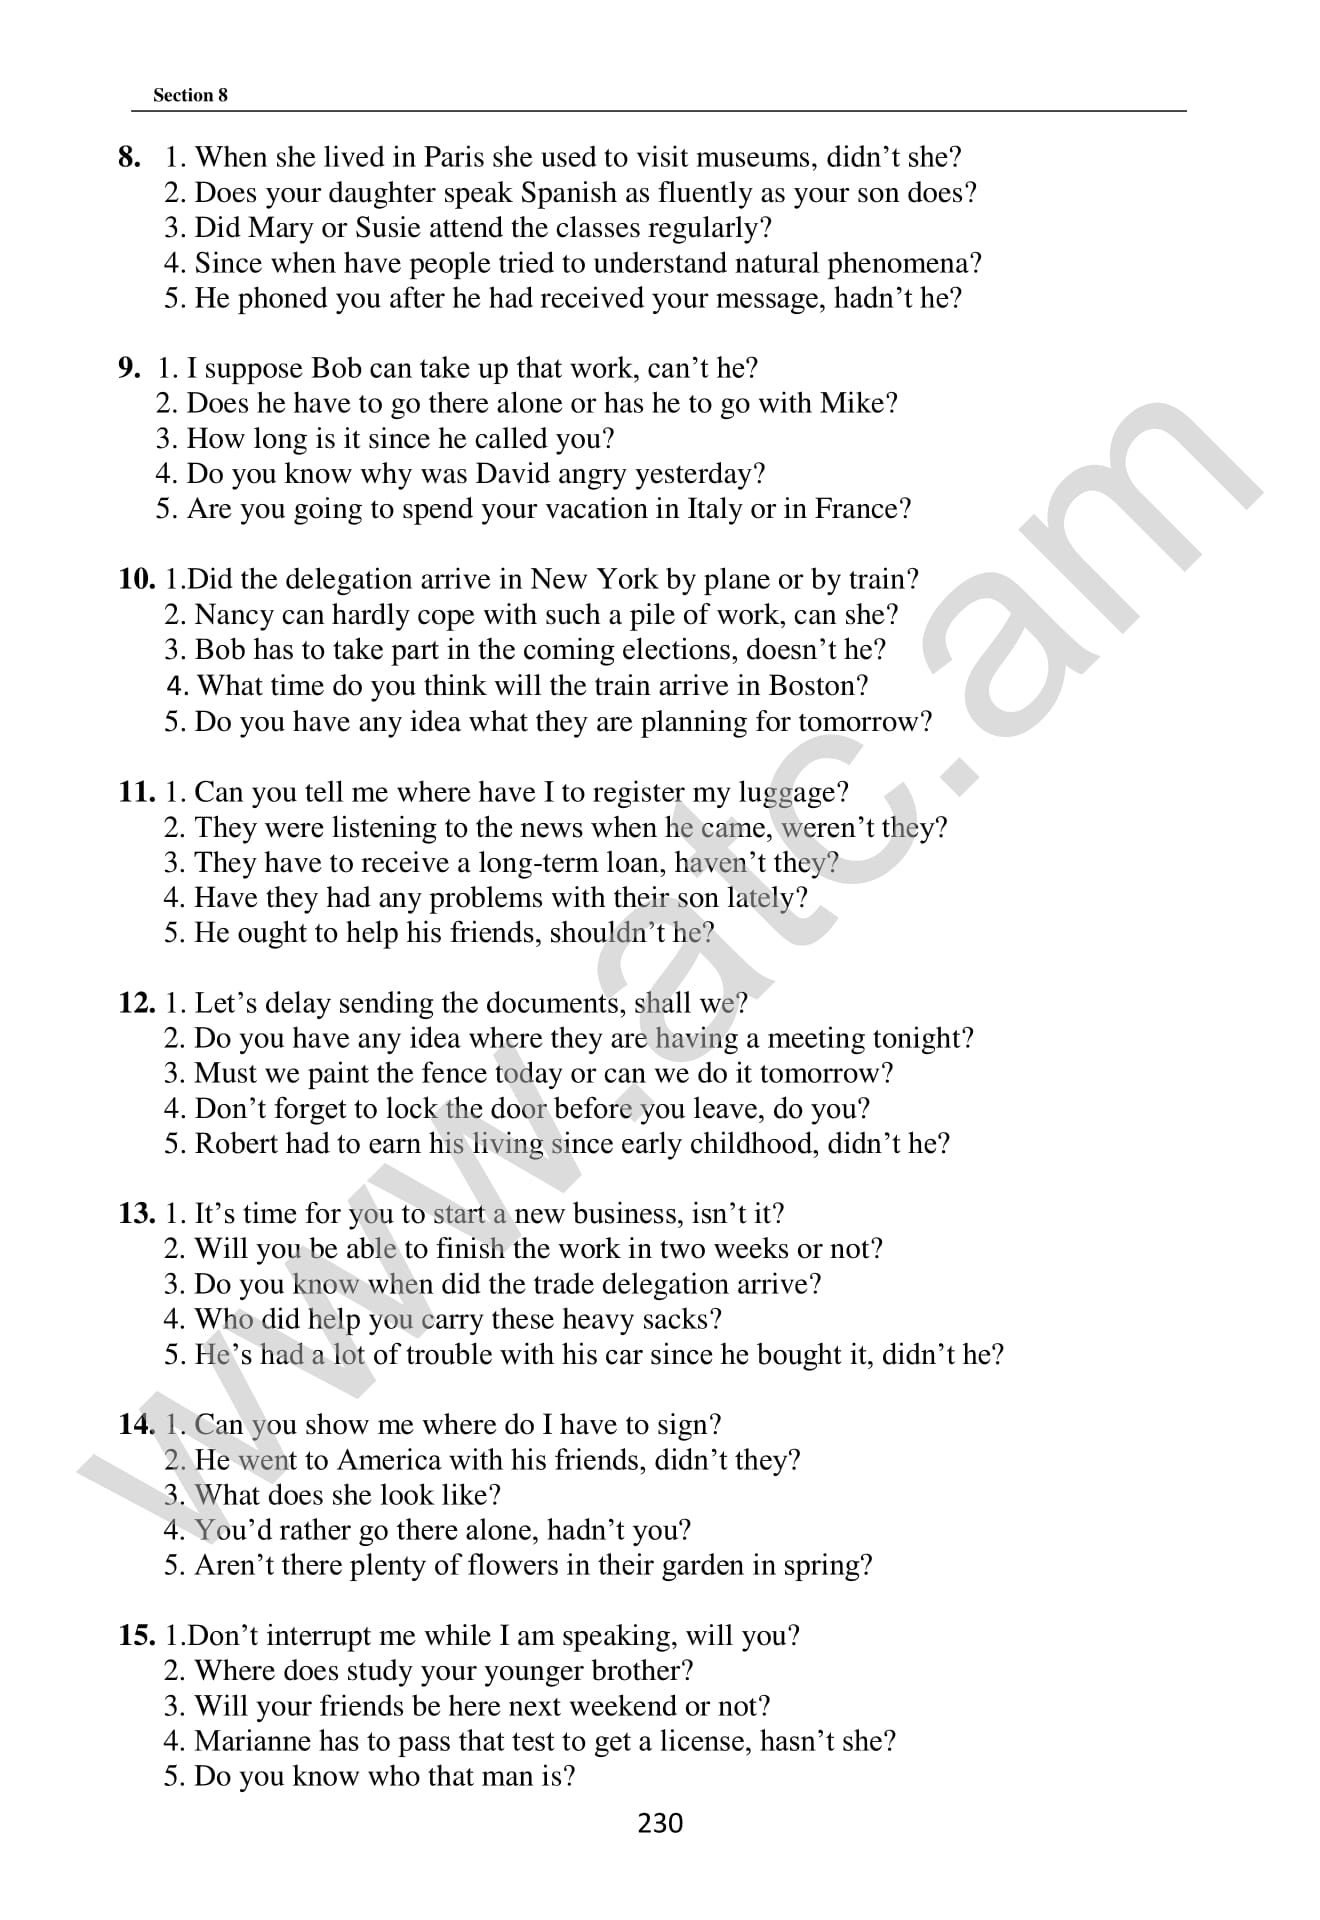 Section 8
8. 1. When she lived in Paris she used to visit museums, didn’t she?
2. Does your daughter speak Spanish as fluently as your son does?
3. Did Mary or Susie attend the classes regularly?
4. Since when have people tried to understand natural phenomena?
5. He phoned you after he had received your message, hadn’t he?
9. 1. I suppose Bob can take up that work, can’t he?
2. Does he have to go there alone or has he to go with Mike?
3. How long is it since he called you?
4. Do you know why was David angry yesterday?
5. Are you going to spend your vacation in Italy or in France?
10. 1.Did the delegation arrive in New York by plane or by train?
2. Nancy can hardly cope with such a pile of work, can she?
3. Bob has to take part in the coming elections, doesn’t he?
4. What time do you think will the train arrive in Boston?
5. Do you have any idea what they are planning for tomorrow?
11. 1. Can you tell me where have I to register my luggage?
2. They were listening to the news when he came, weren’t they?
3. They have to receive a long-term loan, haven’t they?
4. Have they had any problems with their son lately?
5. He ought to help his friends, shouldn’t he?
12. 1. Let’s delay sending the documents, shall we?
2. Do you have any idea where they are having a meeting tonight?
3. Must we paint the fence today or can we do it tomorrow?
4. Don’t forget to lock the door before you leave, do you?
5. Robert had to earn his living since early childhood, didn’t he?
13. 1. It’s time for you to start a new business, isn’t it?
2. Will you be able to finish the work in two weeks or not?
3. Do you know when did the trade delegation arrive?
4. Who did help you carry these heavy sacks?
5. He’s had a lot of trouble with his car since he bought it, didn’t he?
14. 1. Can you show me where do I have to sign?
2. He went to America with his friends, didn’t they?
3. What does she look like?
4. You’d rather go there alone, hadn’t you?
5. Aren’t there plenty of flowers in their garden in spring?
15. 1.Don’t interrupt me while I am speaking, will you?
2. Where does study your younger brother?
3. Will your friends be here next weekend or not?
4. Marianne has to pass that test to get a license, hasn’t she?
5. Do you know who that man is?
230
www.atc.am